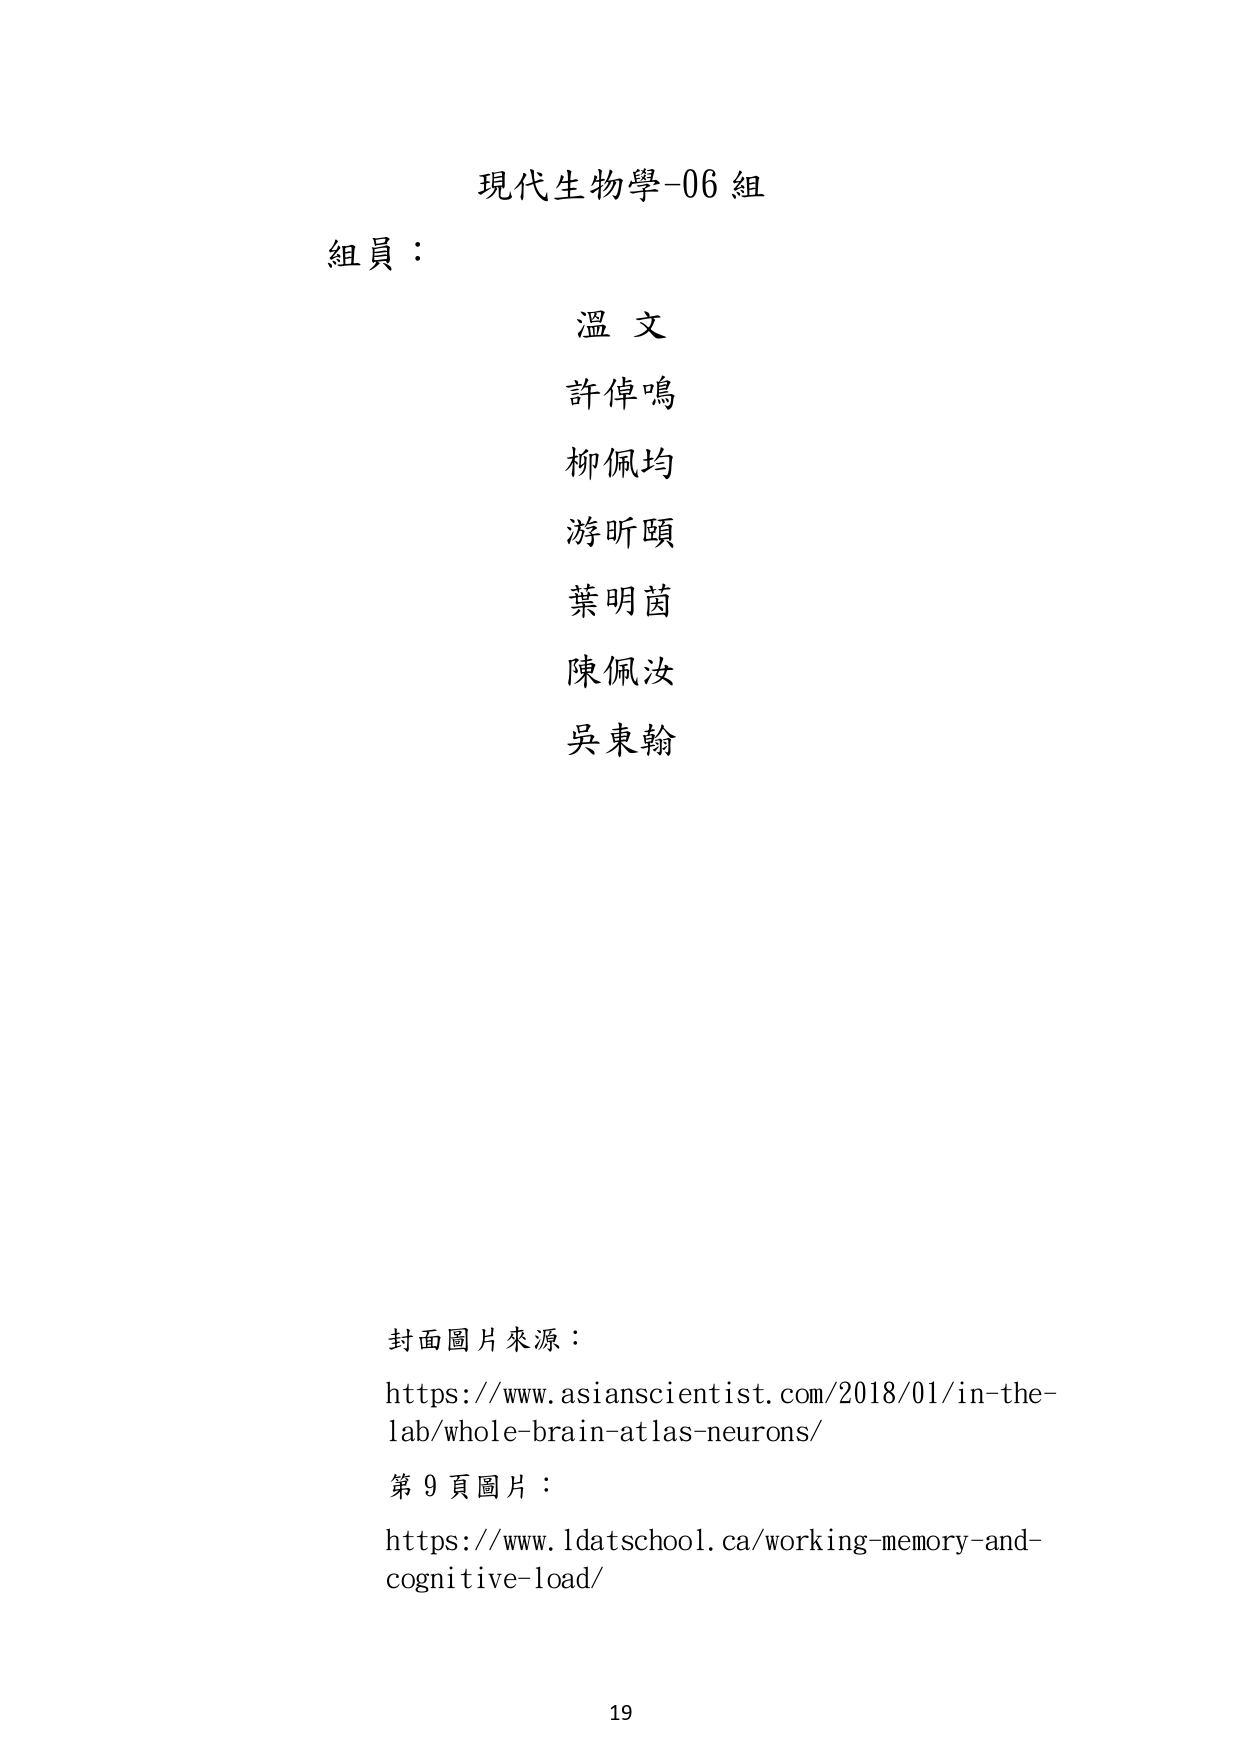 現代生物學-06 組
組員：
溫 文
許倬鳴
柳佩均
游昕頤
葉明茵
陳佩汝
吳東翰
封面圖片來源：
https://www.asianscientist.com/2018/01/in-the-
lab/whole-brain-atlas-neurons/
第 9 頁圖片：
https://www.ldatschool.ca/working-memory-and-
cognitive-load/
19